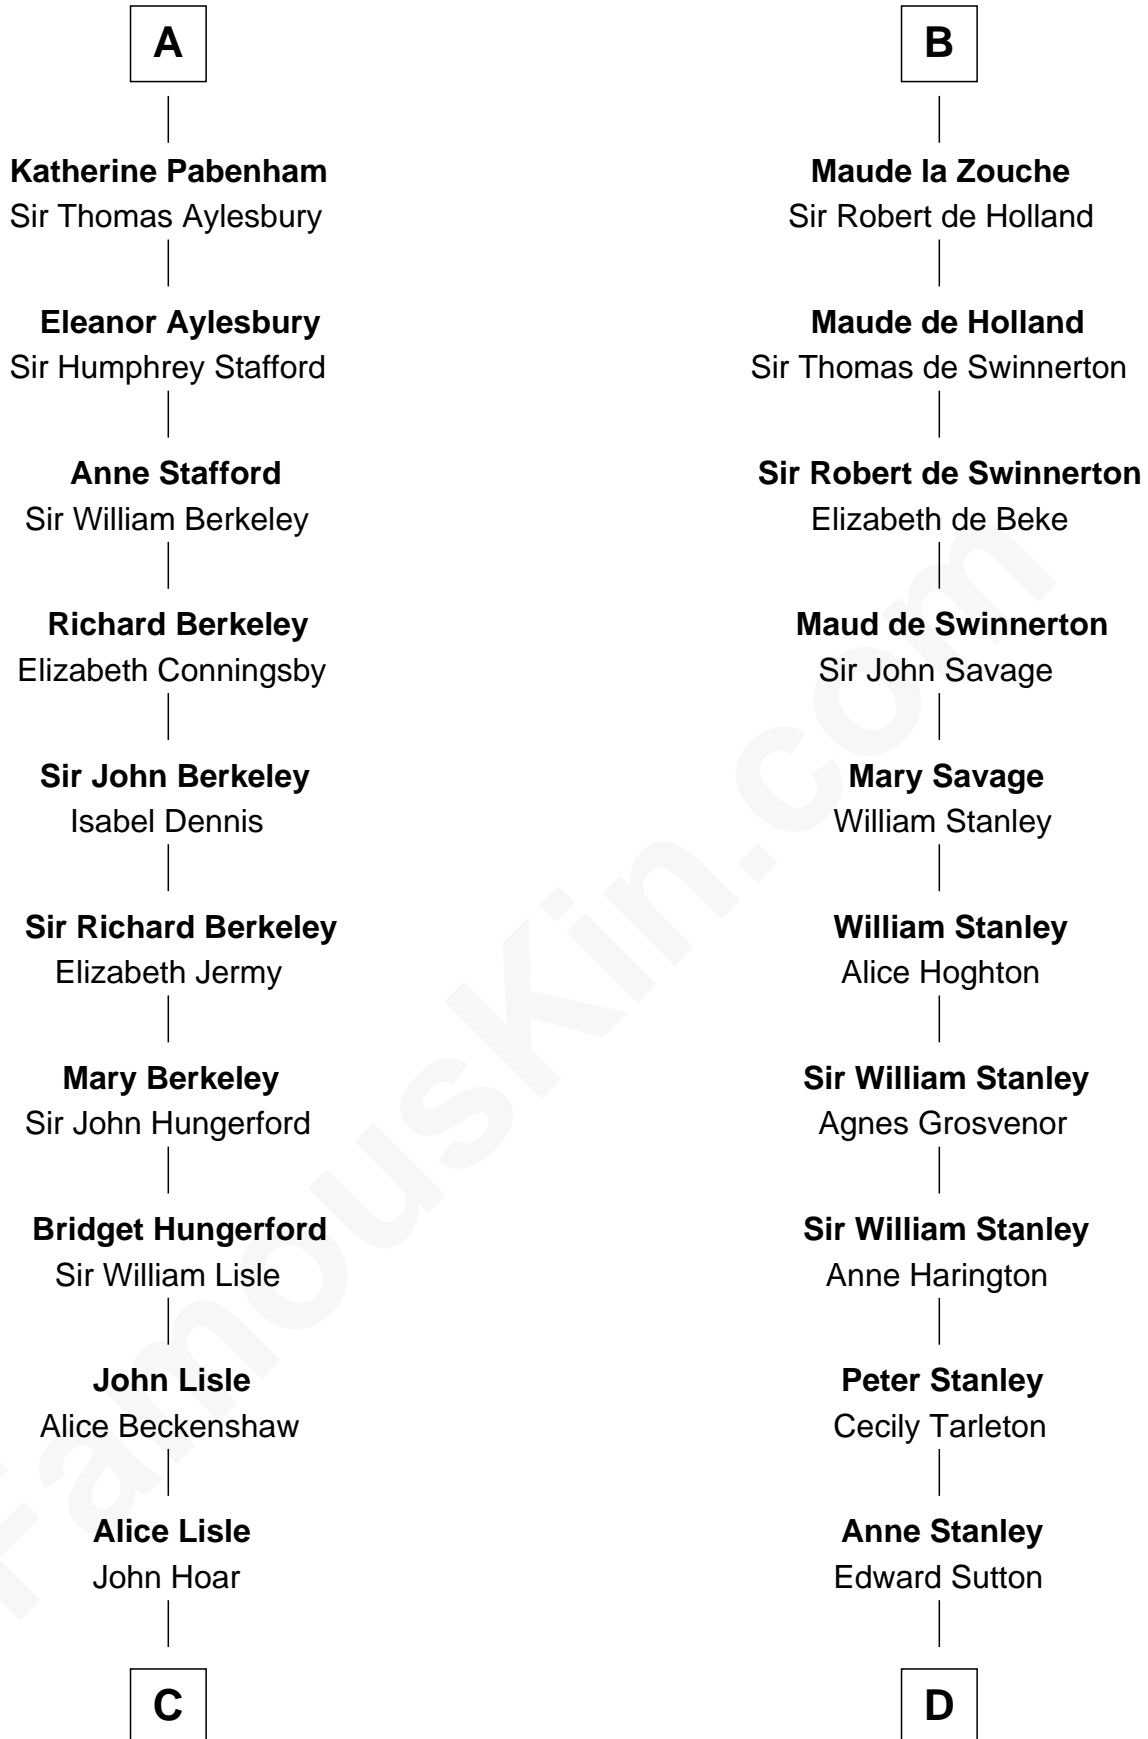 A
Katherine Pabenham
Sir Thomas Aylesbury
Eleanor Aylesbury
Sir Humphrey Stafford
Anne Stafford
Sir William Berkeley
Richard Berkeley
Elizabeth Conningsby
Sir John Berkeley
Isabel Dennis
Sir Richard Berkeley
Elizabeth Jermy
Mary Berkeley
Sir John Hungerford
Bridget Hungerford
Sir William Lisle
John Lisle
Alice Beckenshaw
Alice Lisle
John Hoar
C
B
Maude la Zouche
Sir Robert de Holland
Maude de Holland
Sir Thomas de Swinnerton
Sir Robert de Swinnerton
Elizabeth de Beke
Maud de Swinnerton
Sir John Savage
Mary Savage
William Stanley
William Stanley
Alice Hoghton
Sir William Stanley
Agnes Grosvenor
Sir William Stanley
Anne Harington
Peter Stanley
Cecily Tarleton
Anne Stanley
Edward Sutton
D
FamousKin.com